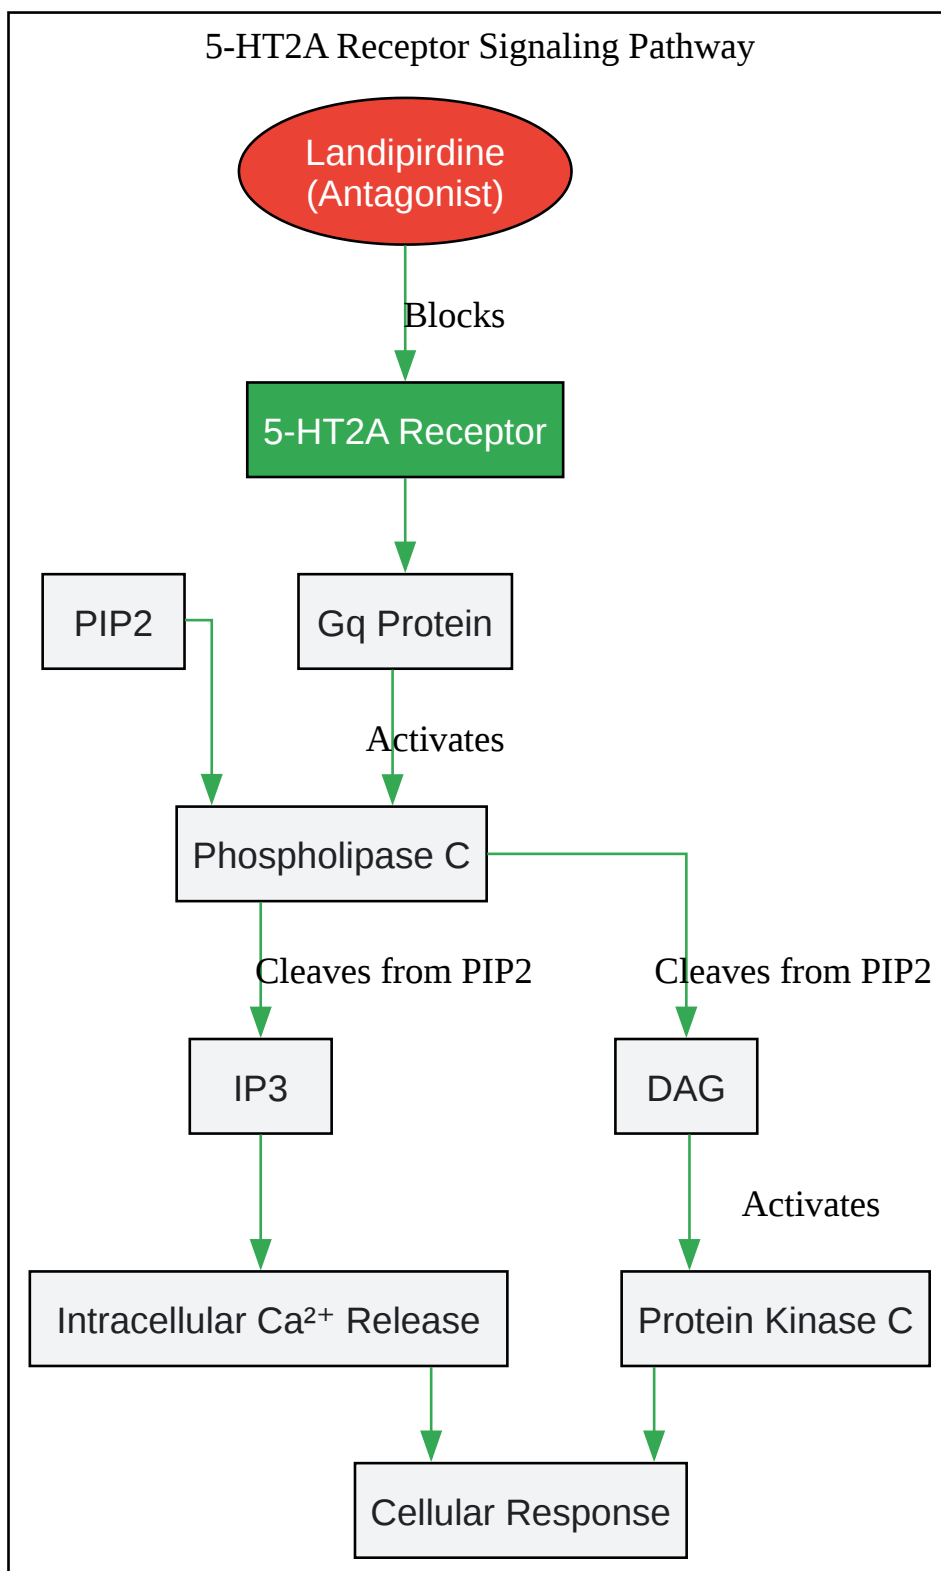 5-HT2A Receptor Signaling Pathway
Landipirdine
(Antagonist)
Blocks
5-HT2A Receptor
PIP2
Gq Protein
Activates
Phospholipase C
Cleaves from PIP2
Cleaves from PIP2
IP3
DAG
Activates
Intracellular Ca²⁺ Release
Protein Kinase C
Cellular Response